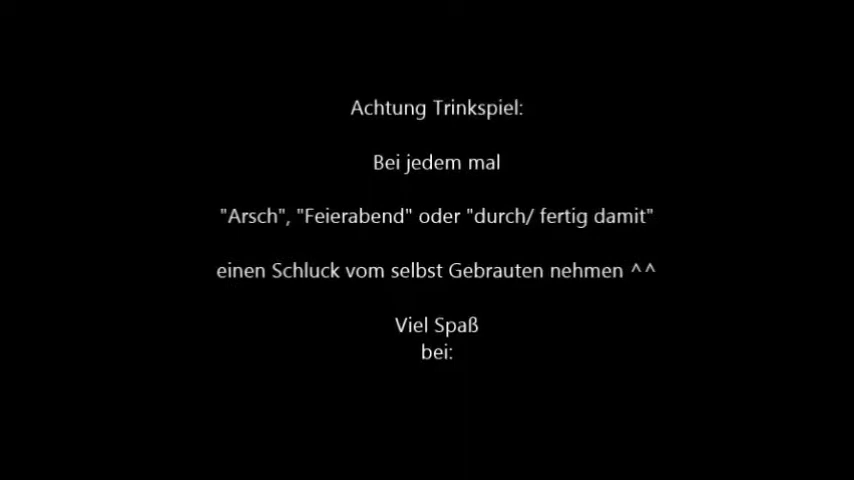 Achtung Trinkspiel:
Bei jedem mal
"Arsch", "Feierabend" oder "durch/ fertig damit"
einen Schluck vom selbst Gebrauten nehmen ^^
Viel Spaß
bei: